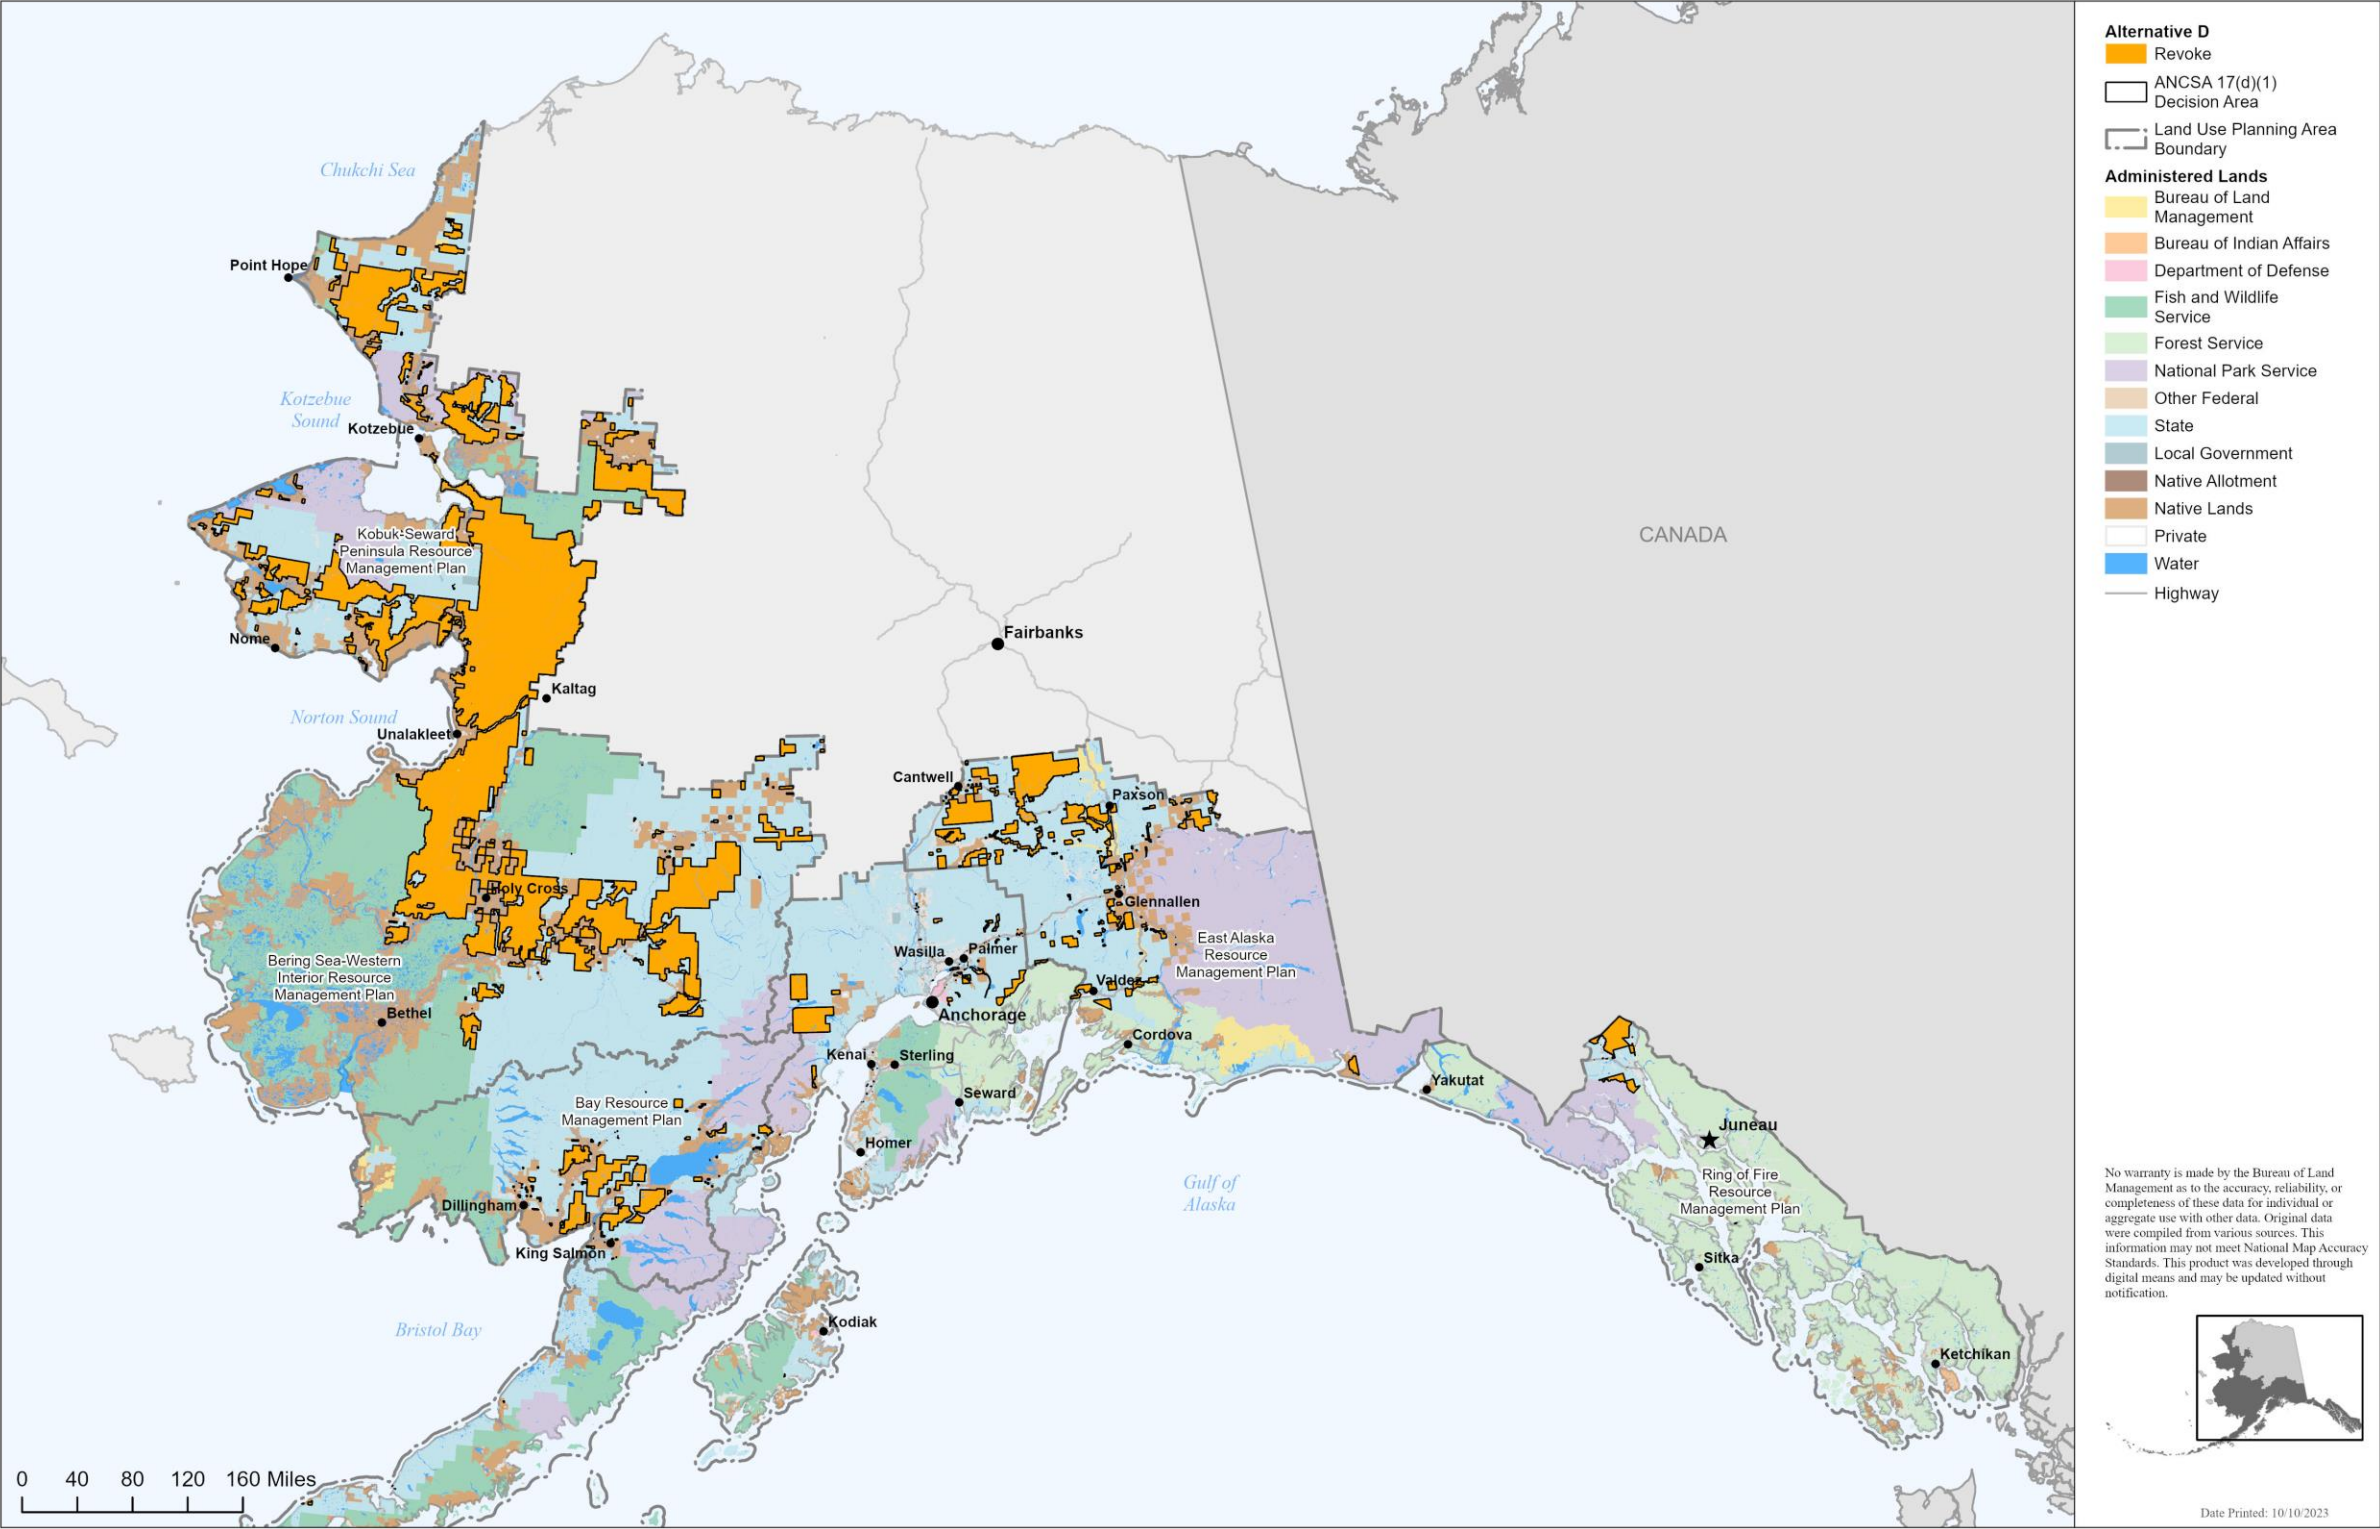 Chukchi Sea
Point Hope
Kotzebue
Sound
Kotzebue
Kobuk-Seward
Peninsula Resource
Management Plan
Nome
Norton Sound
Unalakleet
Kaltag
Fairbanks
CANADA
Cantwell
Paxson
Holy Cross
Glennallen
East Alaska
Resource
Management Plan
Bering Sea-Western
Interior Resource
Management Plan
Bethel
Wasilla
Palmer
Valdez
Anchorage
Cordova
Kenai
Sterling
Seward
Yakutat
Bay Resource
Management Plan
Homer
Dillingham
King Salmon
Gulf of
Alaska
Juneau
Ring of Fire
Resource
Management Plan
Sitka
Ketchikan
Kodiak
Bristol Bay
0 40 80 120 160 Miles
Alternative D
Revoke
ANCSA 17(d)(1)
Decision Area
Land Use Planning Area
Boundary
Administered Lands
Bureau of Land
Management
Bureau of Indian Affairs
Department of Defense
Fish and Wildlife
Service
Forest Service
National Park Service
Other Federal
State
Local Government
Native Allotment
Native Lands
Private
Water
Highway
No warranty is made by the Bureau of Land
Management as to the accuracy, reliability, or
completeness of these data for individual or
aggregate use with other data. Original data
were compiled from various sources. This
information may not meet National Map Accuracy
Standards. This product was developed through
digital means and may be updated without
notification.
Date Printed: 10/10/2023